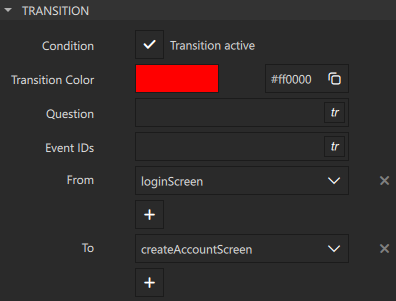 TRANSITION
Condition Transition active
Transition Color #ff0000
Question tr
Event IDs tr
From loginScreen
To createAccountScreen